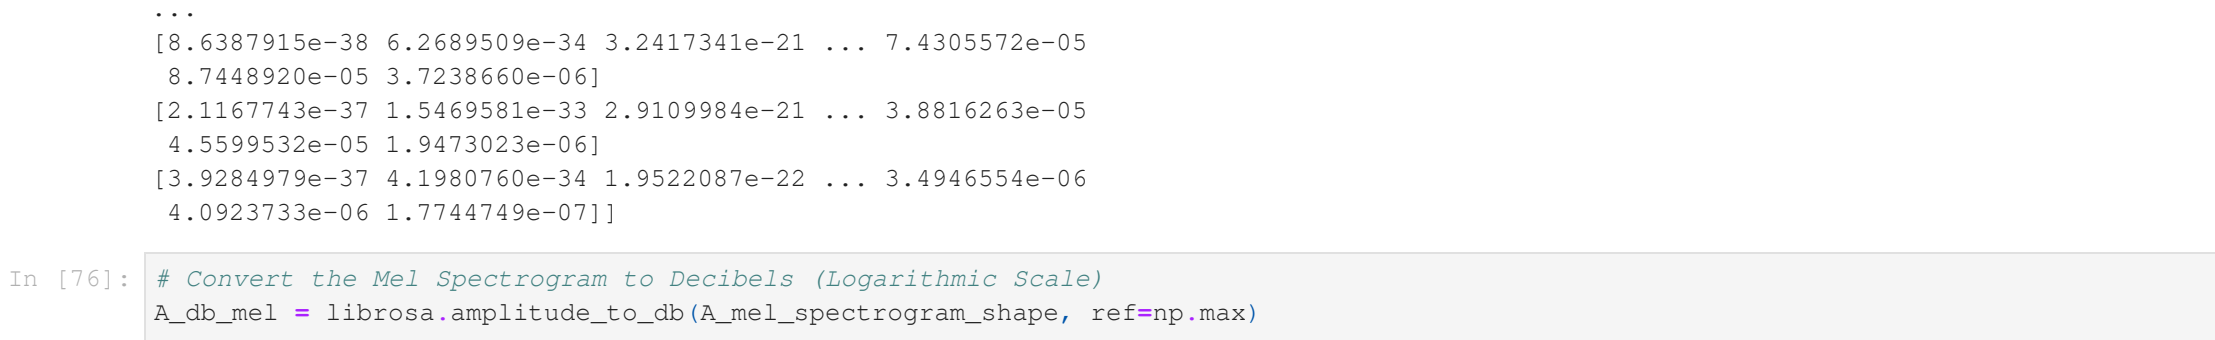 ...
[8.6387915e-38 6.2689509e-34 3.2417341e-21 ... 7.4305572e-05
8.7448920e-05 3.7238660e-06]
[2.1167743e-37 1.5469581e-33 2.9109984e-21 ... 3.8816263e-05
4.5599532e-05 1.9473023e-06]
[3.9284979e-37 4.1980760e-34 1.9522087e-22 ... 3.4946554e-06
4.0923733e-06 1.7744749e-07]]
In [76]: # Convert the Mel Spectrogram to Decibels (Logarithmic Scale)
A_db_mel = librosa.amplitude_to_db(A_mel_spectrogram_shape, ref=np.max)